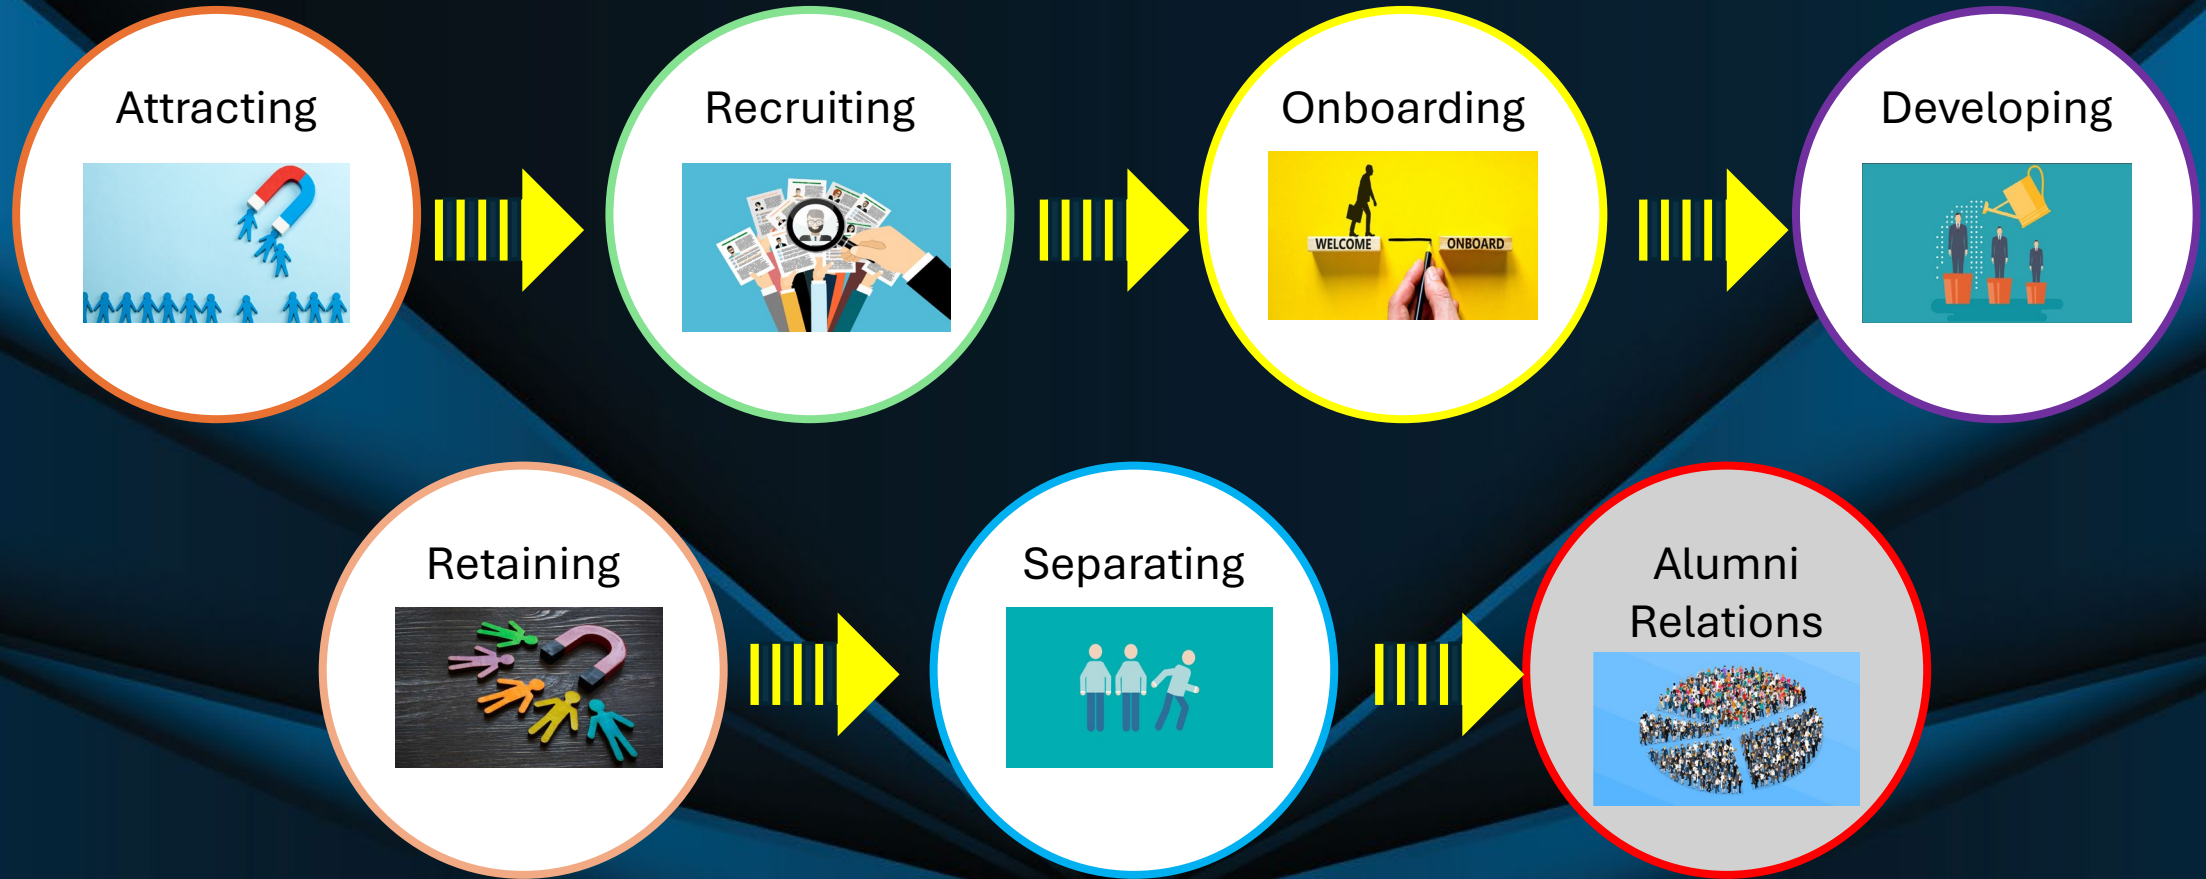 Attracting
Recruiting
Onboarding
Developing
WELCOME
ONBOARD
Retaining
Separating
Alumni
Relations